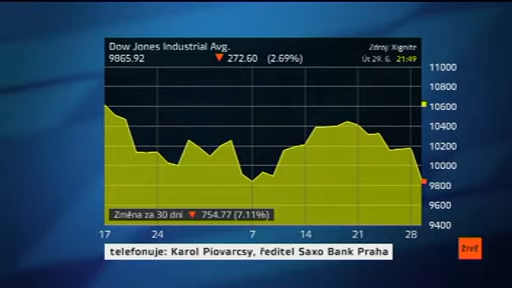 Dow Jones Industrial Avg.
Zdroj: Xignite
9865.92 ▼ 272.60 (2.69%)
Út 29. 6. 21:49
11000
10800
10600
10400
10200
10000
9800
9600
9400
Změna za 30 dní ▼ 754.77 (7.11%)
17 24 7 14 21 28
telefonuje: Karol Piovarcsy, ředitel Saxo Bank Praha
ŽIVĚ